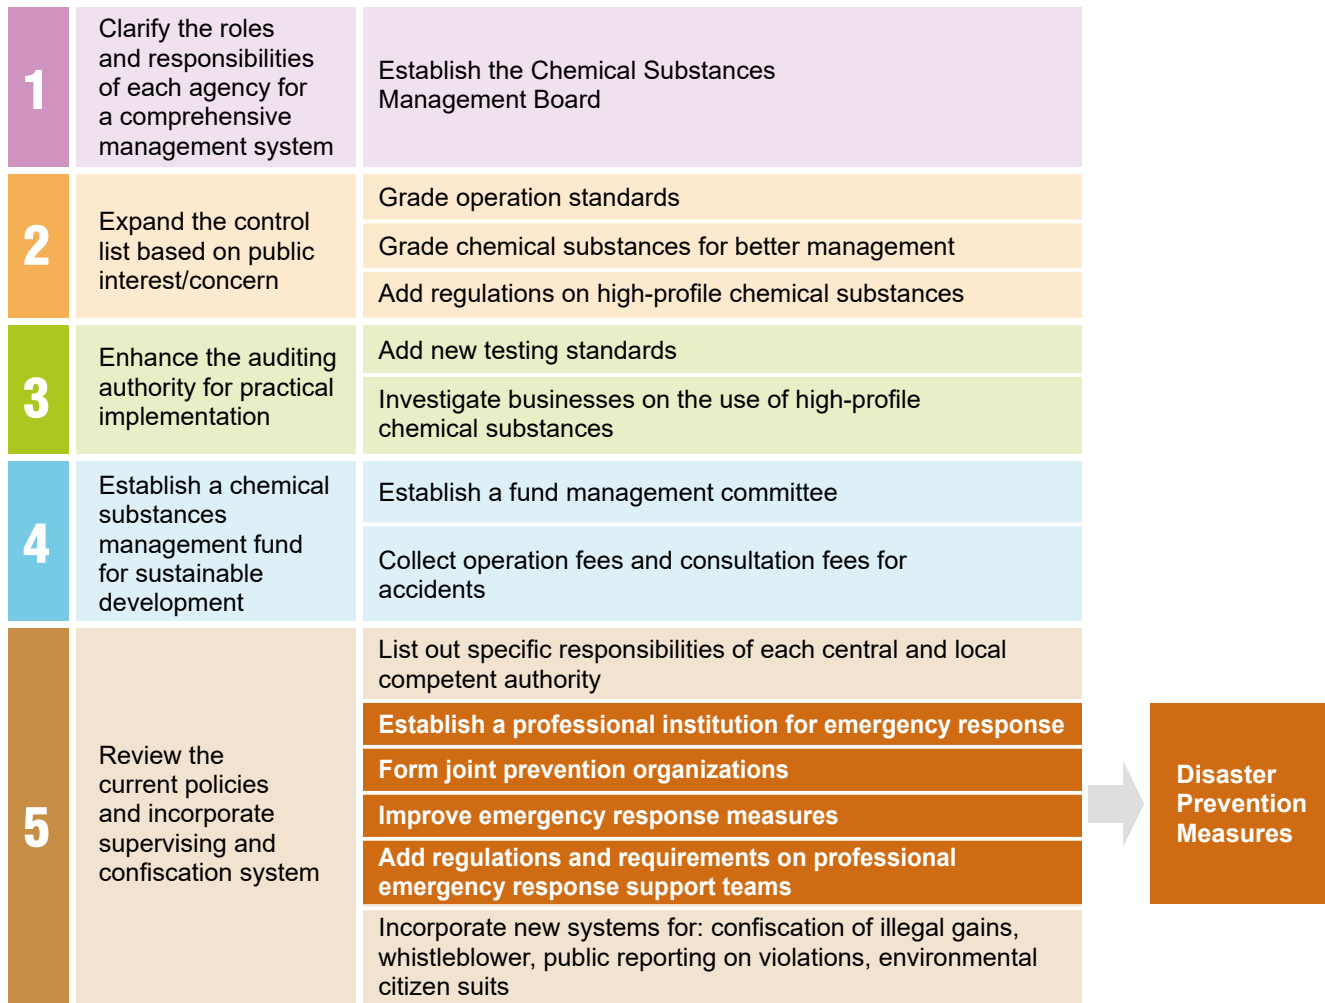 1
Clarify the roles
and responsibilities
of each agency for
a comprehensive
management system
Establish the Chemical Substances
Management Board
2
Expand the control
list based on public
interest/concern
Grade operation standards
Grade chemical substances for better management
Add regulations on high-profile chemical substances
3
Enhance the auditing
authority for practical
implementation
Add new testing standards
Investigate businesses on the use of high-profile
chemical substances
4
Establish a chemical
substances
management fund
for sustainable
development
Establish a fund management committee
Collect operation fees and consultation fees for
accidents
5
Review the
current policies
and incorporate
supervising and
confiscation system
List out specific responsibilities of each central and local
competent authority
Establish a professional institution for emergency response
Form joint prevention organizations
Improve emergency response measures
Add regulations and requirements on professional
emergency response support teams
Incorporate new systems for: confiscation of illegal gains,
whistleblower, public reporting on violations, environmental
citizen suits
Disaster
Prevention
Measures